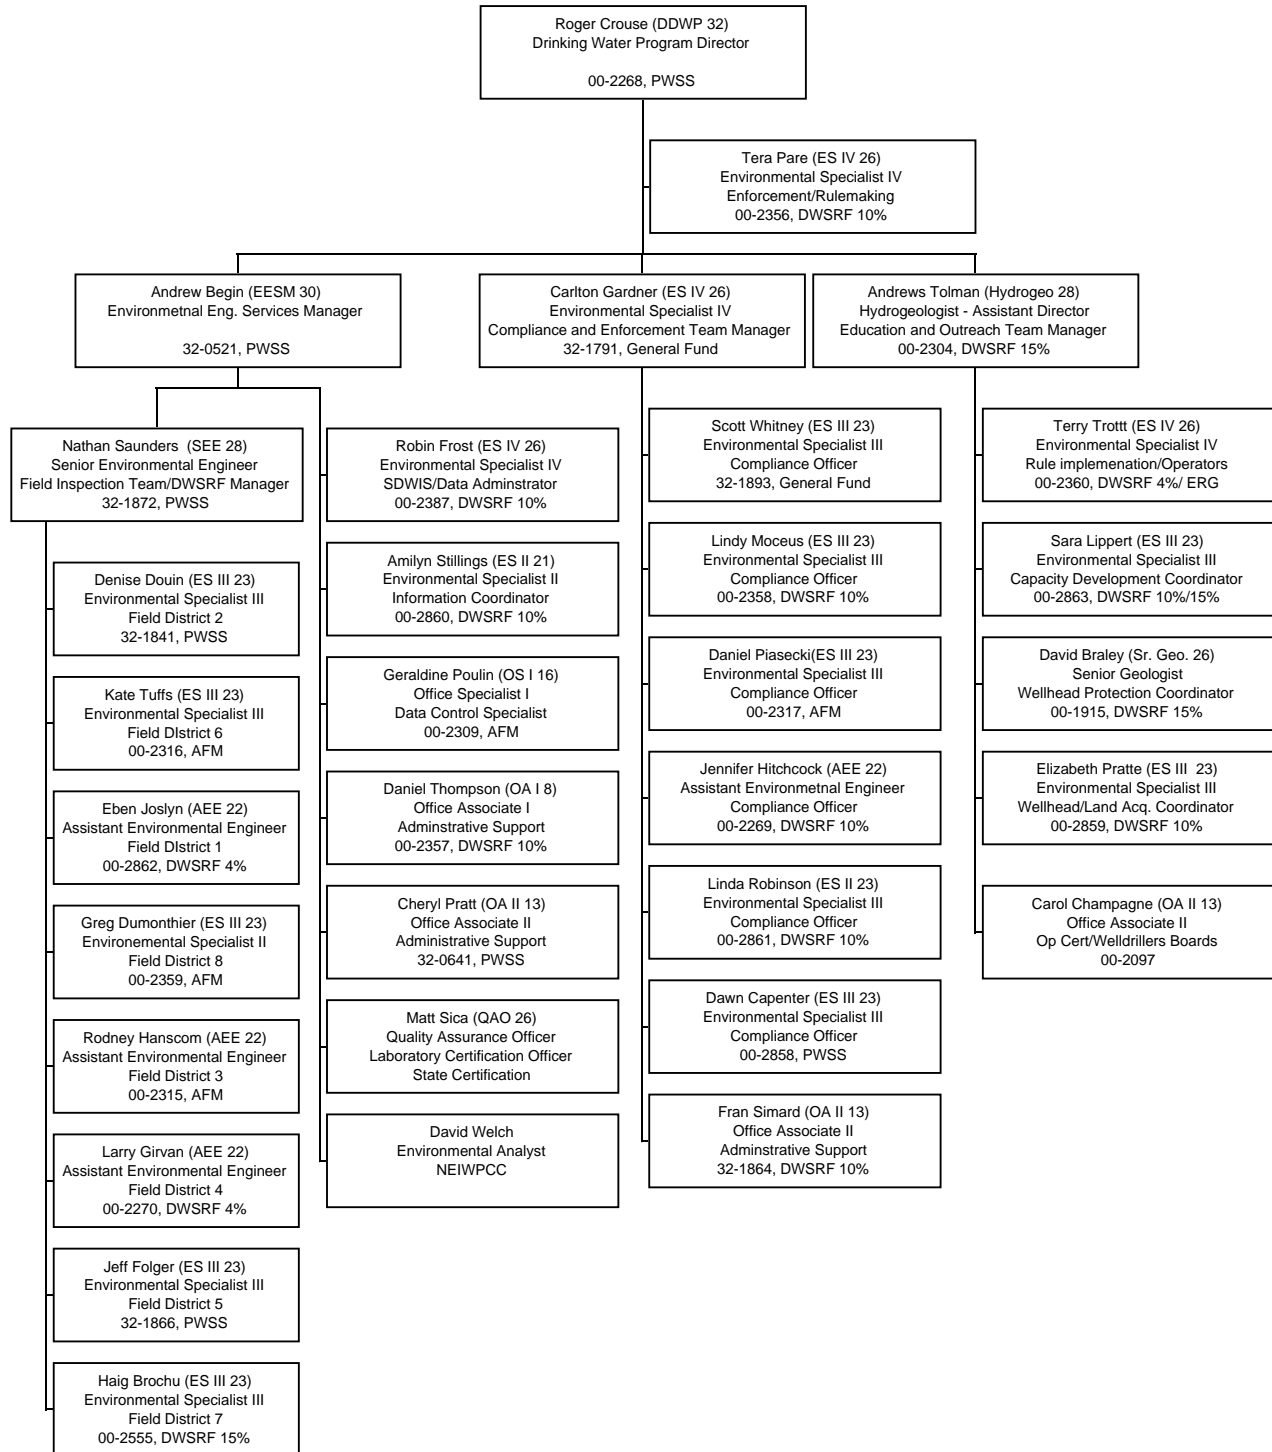 Roger Crouse (DDWP 32)
Drinking Water Program Director
00-2268, PWSS
Tera Pare (ES IV 26)
Environmental Specialist IV
Enforcement/Rulemaking
00-2356, DWSRF 10%
Andrew Begin (EESM 30)
Environmetnal Eng. Services Manager
32-0521, PWSS
Carlton Gardner (ES IV 26)
Environmental Specialist IV
Compliance and Enforcement Team Manager
32-1791, General Fund
Andrews Tolman (Hydrogeo 28)
Hydrogeologist - Assistant Director
Education and Outreach Team Manager
00-2304, DWSRF 15%
Nathan Saunders  (SEE 28)
Senior Environmental Engineer
Field Inspection Team/DWSRF Manager
32-1872, PWSS
Denise Douin (ES III 23)
Environmental Specialist III
Field District 2
32-1841, PWSS
Kate Tuffs (ES III 23)
Environmental Specialist III
Field DIstrict 6
00-2316, AFM
Eben Joslyn (AEE 22)
Assistant Environmental Engineer
Field DIstrict 1
00-2862, DWSRF 4%
Greg Dumonthier (ES III 23)
Environemental Specialist II
Field District 8
00-2359, AFM
Rodney Hanscom (AEE 22)
Assistant Environmental Engineer
Field District 3
00-2315, AFM
Larry Girvan (AEE 22)
Assistant Environmental Engineer
Field District 4
00-2270, DWSRF 4%
Jeff Folger (ES III 23)
Environmental Specialist III
Field District 5
32-1866, PWSS
Haig Brochu (ES III 23)
Environmental Specialist III
Field District 7
00-2555, DWSRF 15%
Robin Frost (ES IV 26)
Environmental Specialist IV
SDWIS/Data Adminstrator
00-2387, DWSRF 10%
Amilyn Stillings (ES II 21)
Environmental Specialist II
Information Coordinator
00-2860, DWSRF 10%
Geraldine Poulin (OS I 16)
Office Specialist I
Data Control Specialist
00-2309, AFM
Daniel Thompson (OA I 8)
Office Associate I
Adminstrative Support
00-2357, DWSRF 10%
Cheryl Pratt (OA II 13)
Office Associate II
Administrative Support
32-0641, PWSS
Matt Sica (QAO 26)
Quality Assurance Officer
Laboratory Certification Officer
State Certification
David Welch
Environmental Analyst
NEIWPCC
Scott Whitney (ES III 23)
Environmental Specialist III
Compliance Officer
32-1893, General Fund
Lindy Moceus (ES III 23)
Environmental Specialist III
Compliance Officer
00-2358, DWSRF 10%
Daniel Piasecki(ES III 23)
Environmental Specialist III
Compliance Officer
00-2317, AFM
Jennifer Hitchcock (AEE 22)
Assistant Environmetnal Engineer
Compliance Officer
00-2269, DWSRF 10%
Linda Robinson (ES II 23)
Environmental Specialist III
Compliance Officer
00-2861, DWSRF 10%
Dawn Capenter (ES III 23)
Environmental Specialist III
Compliance Officer
00-2858, PWSS
Fran Simard (OA II 13)
Office Associate II
Adminstrative Support
32-1864, DWSRF 10%
Terry Trottt (ES IV 26)
Environmental Specialist IV
Rule implemenation/Operators
00-2360, DWSRF 4%/ ERG
Sara Lippert (ES III 23)
Environmental Specialist III
Capacity Development Coordinator
00-2863, DWSRF 10%/15%
David Braley (Sr. Geo. 26)
Senior Geologist
Wellhead Protection Coordinator
00-1915, DWSRF 15%
Elizabeth Pratte (ES III  23)
Environmental Specialist III
Wellhead/Land Acq. Coordinator
00-2859, DWSRF 10%
Carol Champagne (OA II 13)
Office Associate II
Op Cert/Welldrillers Boards
00-2097